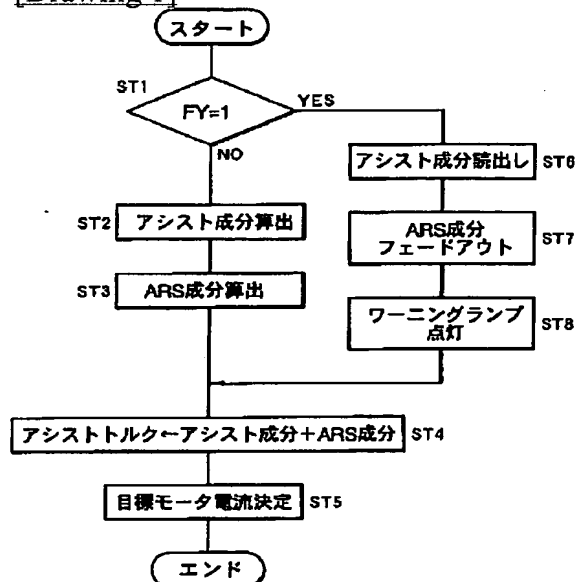 [Drawing 1]
スタート
ST1
FY=1
YES
NO
アシスト成分読出し ST6
ST2 アシスト成分算出
ARS成分
フェードアウト ST7
ST3 ARS成分算出
ワーニングランプ
点灯 ST8
アシストトルク←アシスト成分+ARS成分 ST4
目標モータ電流決定 ST5
エンド